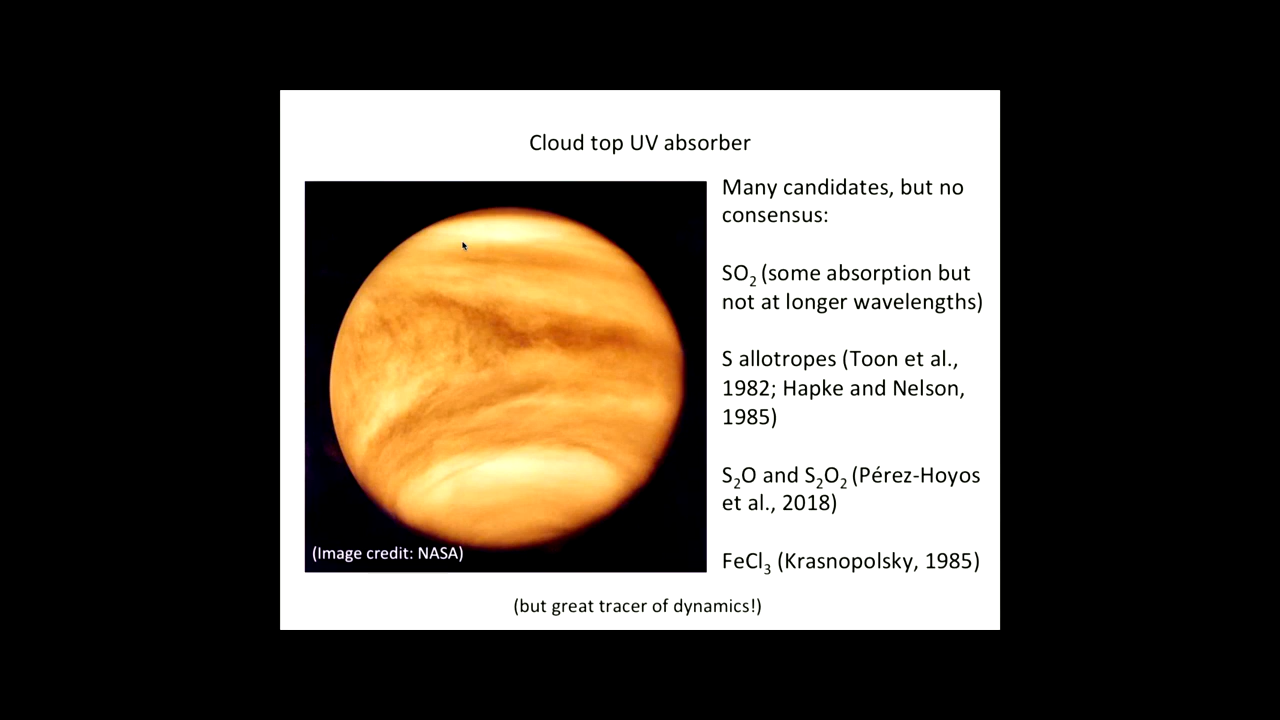 Cloud top UV absorber
Many candidates, but no
consensus:
SO₂ (some absorption but
not at longer wavelengths)
S allotropes (Toon et al.,
1982; Hapke and Nelson,
1985)
S₂O and S₂O₂ (Pérez-Hoyos
et al., 2018)
FeCl₃ (Krasnopolsky, 1985)
(Image credit: NASA)
(but great tracer of dynamics!)